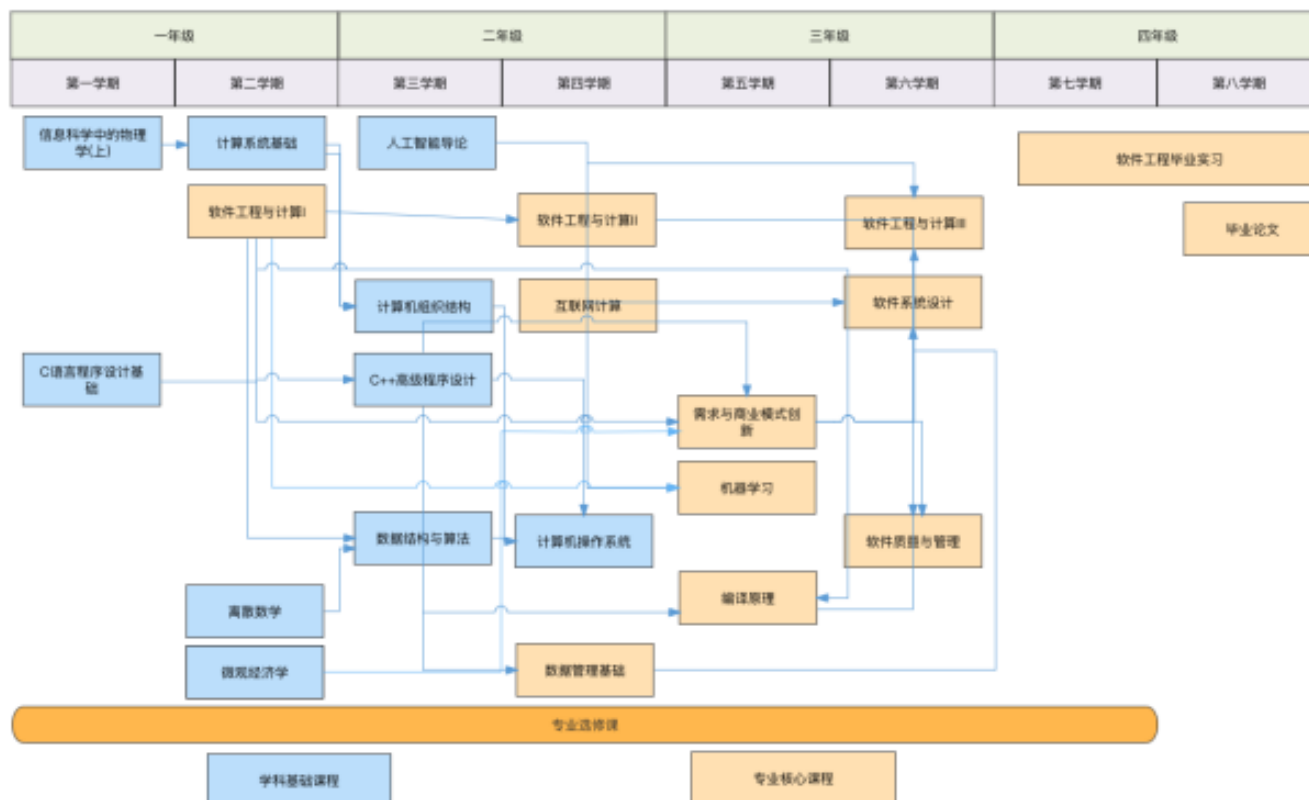 一年级
二年级
三年级
四年级
第一学期
第二学期
第三学期
第四学期
第五学期
第六学期
第七学期
第八学期
信息科学中的物理
学(上)
计算系统基础
人工智能导论
软件工程毕业实习
软件工程与计算I
软件工程与计算II
软件工程与计算III
毕业论文
计算机组织结构
互联网计算
软件系统设计
C语言程序设计基
础
C++高级程序设计
需求与商业模式创
新
机器学习
数据结构与算法
计算机操作系统
软件质量与管理
离散数学
编译原理
微观经济学
数据管理基础
专业选修课
学科基础课程
专业核心课程